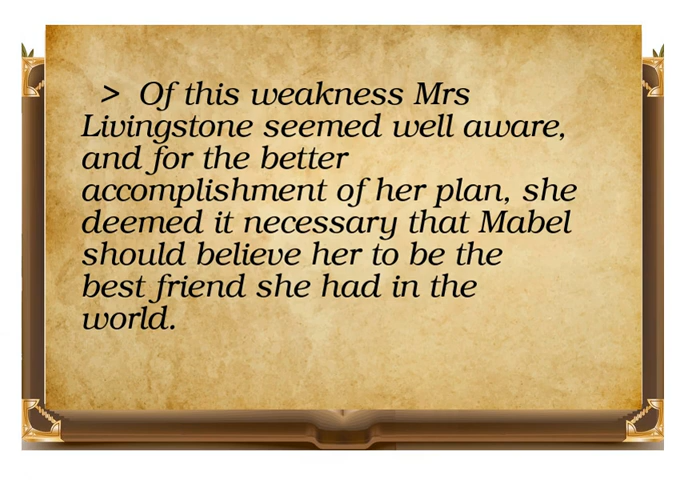 > Of this weakness Mrs
Livingstone seemed well aware,
and for the better
accomplishment of her plan, she
deemed it necessary that Mabel
should believe her to be the
best friend she had in the
world.